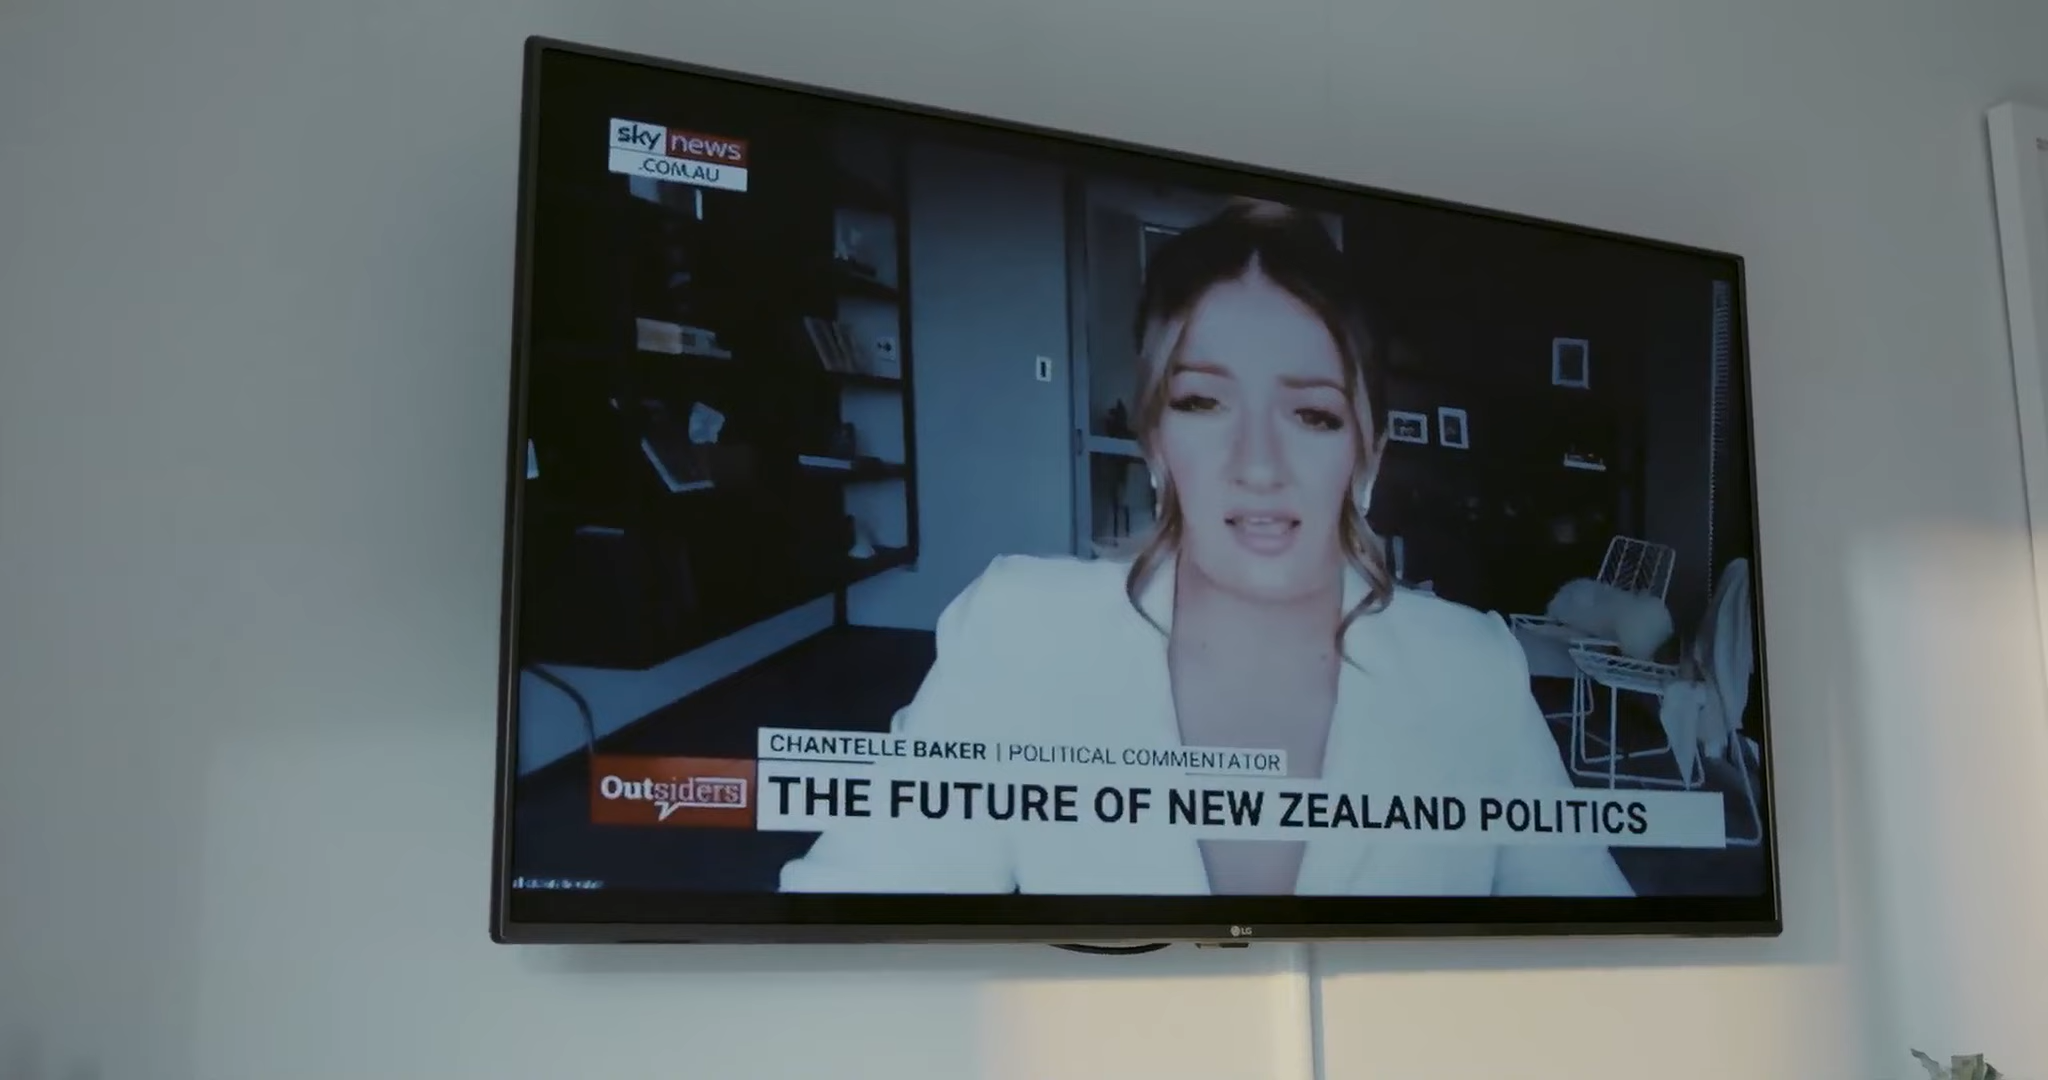 sky news
.COM.AU
CHANTELLE BAKER | POLITICAL COMMENTATOR
Outsiders
THE FUTURE OF NEW ZEALAND POLITICS
LG